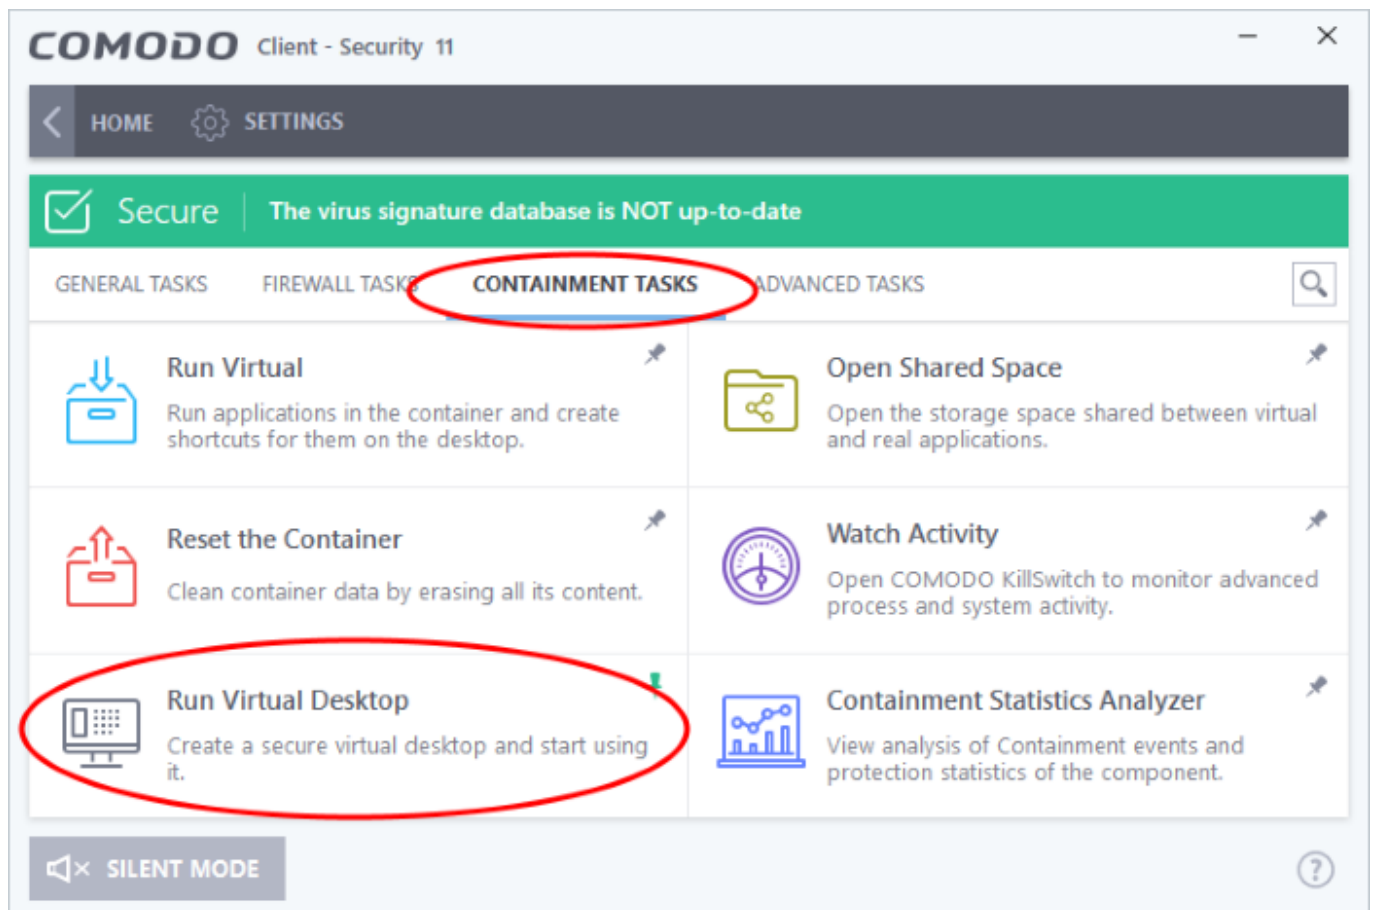 COMODO Client - Security 11
HOME SETTINGS
Secure The virus signature database is NOT up-to-date
GENERAL TASKS FIREWALL TASKS CONTAINMENT TASKS ADVANCED TASKS
Run Virtual
Run applications in the container and create
shortcuts for them on the desktop.
Open Shared Space
Open the storage space shared between virtual
and real applications.
Reset the Container
Clean container data by erasing all its content.
Watch Activity
Open COMODO KillSwitch to monitor advanced
process and system activity.
Run Virtual Desktop
Create a secure virtual desktop and start using
it.
Containment Statistics Analyzer
View analysis of Containment events and
protection statistics of the component.
SILENT MODE
?